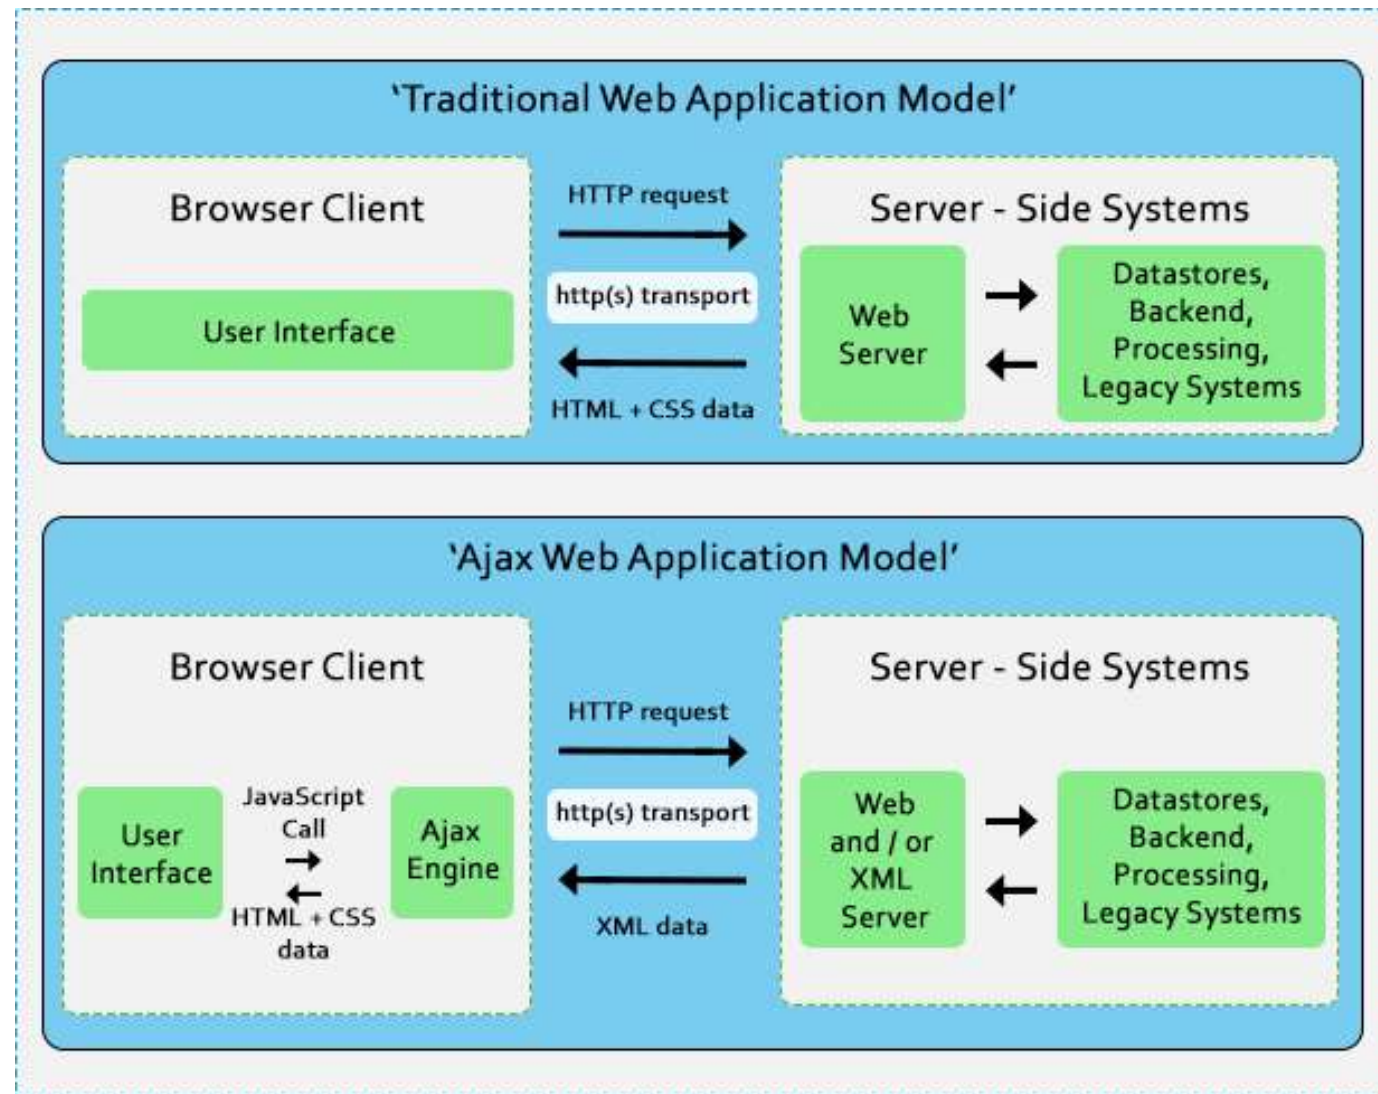 ‘Traditional Web Application Model’
Browser Client
User Interface
HTTP request
http(s) transport
HTML + CSS data
Server - Side Systems
Web
Server
Datastores,
Backend,
Processing,
Legacy Systems
‘Ajax Web Application Model’
Browser Client
User
Interface
JavaScript
Call
HTML + CSS
data
Ajax
Engine
HTTP request
http(s) transport
XML data
Server - Side Systems
Web
and / or
XML
Server
Datastores,
Backend,
Processing,
Legacy Systems